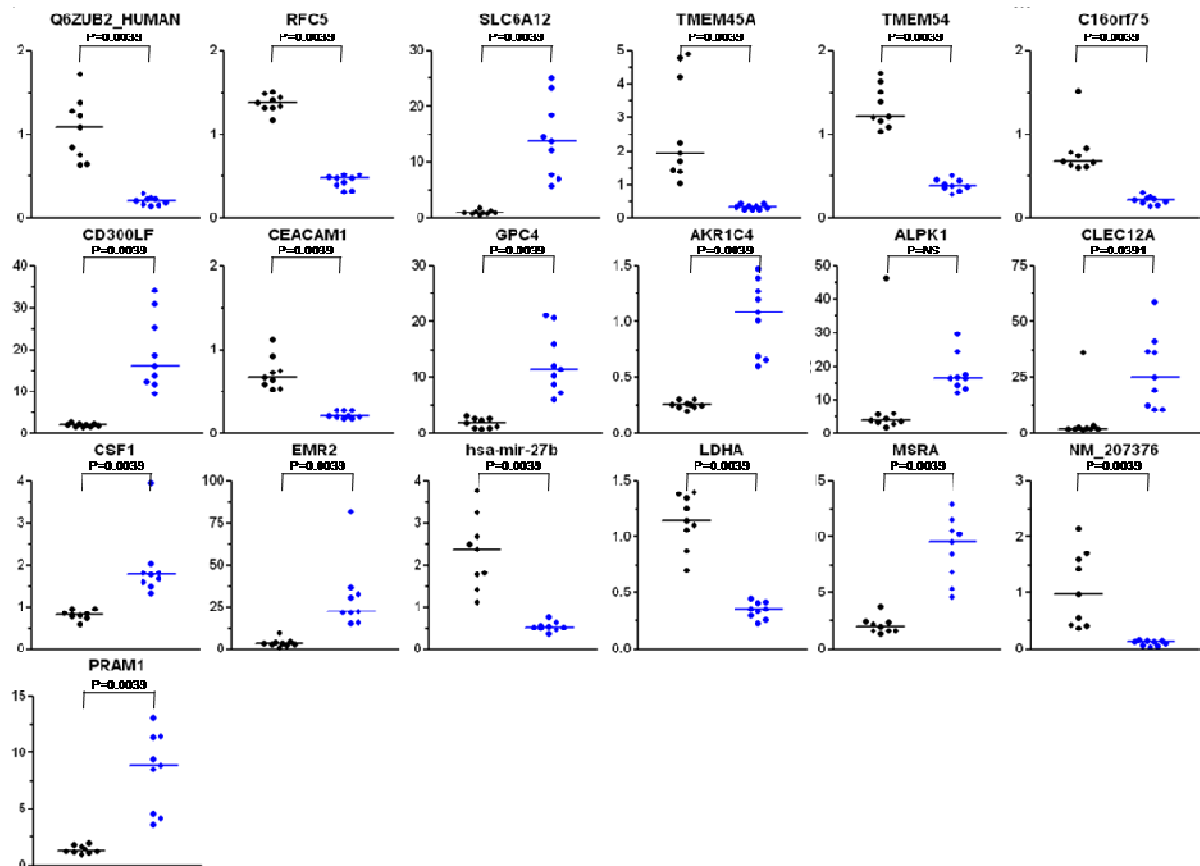 Q6ZUB2_HUMAN RFC5 SLC6A12 TMEM45A TMEM54 C16orf75
P=0.0039 P=0.0039 P=0.0039 P=0.0039 P=0.0039 P=0.0039
2 2 30 5 2 2
4
20 3
1 1 1 1
10 2
1
0 0 0 0 0 0
CD300LF CEACAM1 GPC4 AKR1C4 ALPK1 CLEC12A
P=0.0039 P=0.0039 P=0.0039 P=0.0039 P=NS P=0.0391
40 2 30 1.5 50 75
40
30
20 1.0 50
30
20 1
20
10 0.5 25
10
10
0 0 0 0.0 0 0
CSF1 EMR2 hsa-mir-27b LDHA MSRA NM_207376
P=0.0039 P=0.0039 P=0.0039 P=0.0039 P=0.0039 P=0.0039
4 100 4 1.5 3
3 75 3
1.0 2
2 50 2
0.5 5 1
1 25 1
0 0 0 0.0 0 0
PRAM1
P=0.0039
15
10
5
0